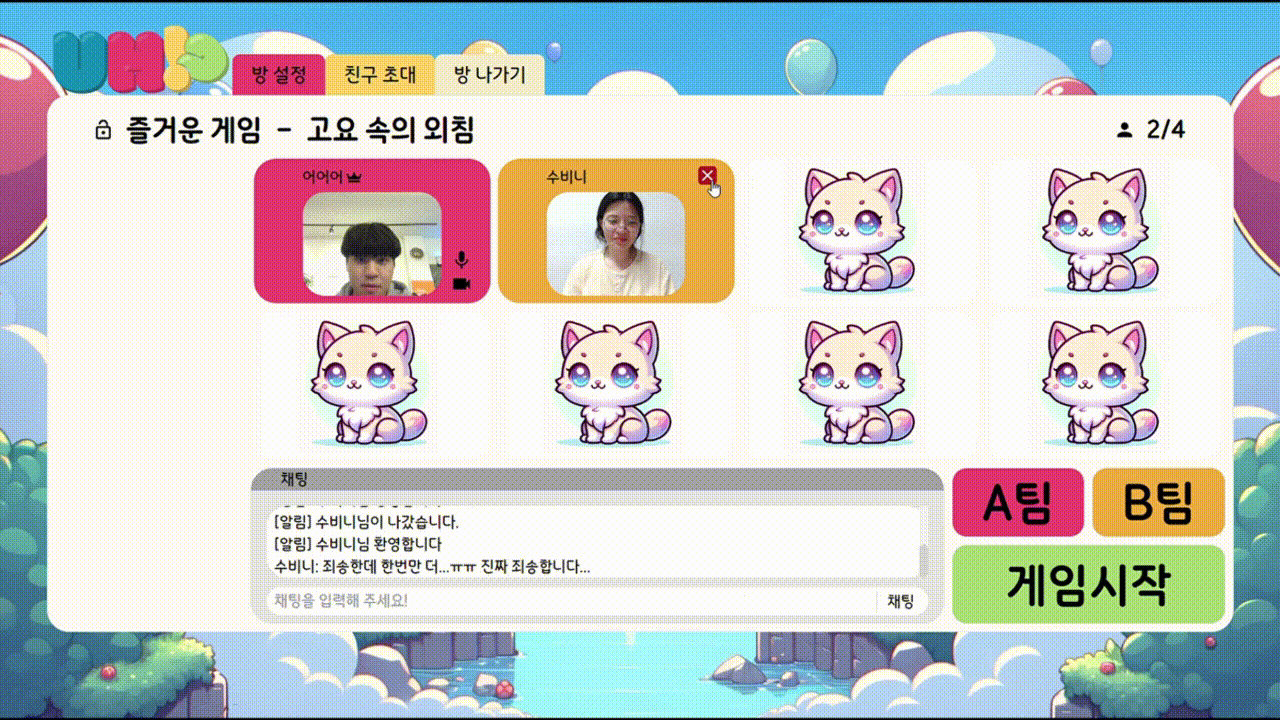 방 설정
친구 초대
방 나가기
즐거운 게임 - 고요 속의 외침
2/4
어어어
수비니
채팅
[알림] 수비니님이 나갔습니다.
[알림] 수비니님 환영합니다
수비니: 죄송한데 한번만 더...ㅠㅠ 진짜 죄송합니다...
채팅을 입력해 주세요!
채팅
A팀
B팀
게임시작